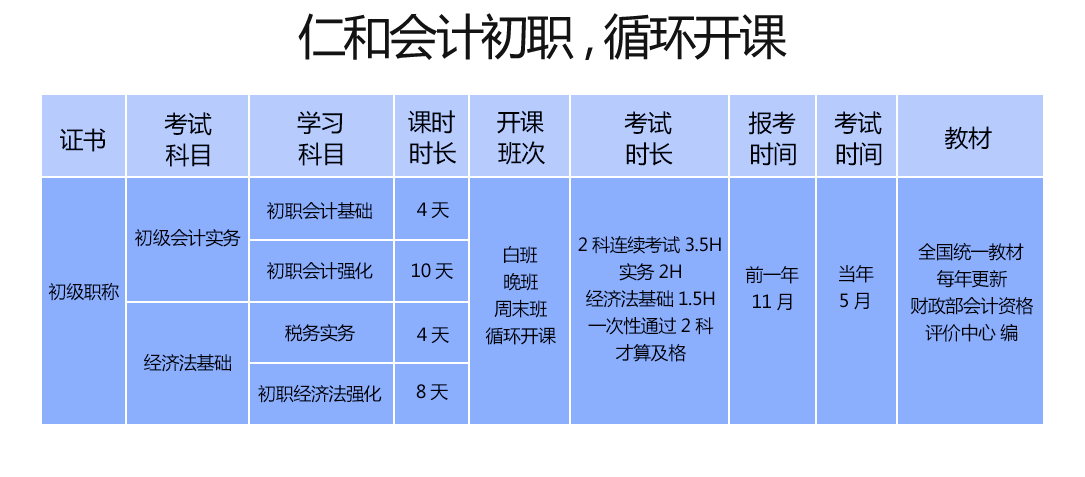 仁和会计初职，循环开课
证书
考试
科目
学习
科目
课时
时长
开课
班次
考试
时长
报考
时间
考试
时间
教材
初级职称
初级会计实务
初职会计基础
4 天
初职会计强化
10 天
经济法基础
税务实务
4 天
初职经济法强化
8 天
白班
晚班
周末班
循环开课
2 科连续考试 3.5H
实务 2H
经济法基础 1.5H
一次性通过 2 科
才算及格
前一年
11 月
当年
5 月
全国统一教材
每年更新
财政部会计资格
评价中心 编